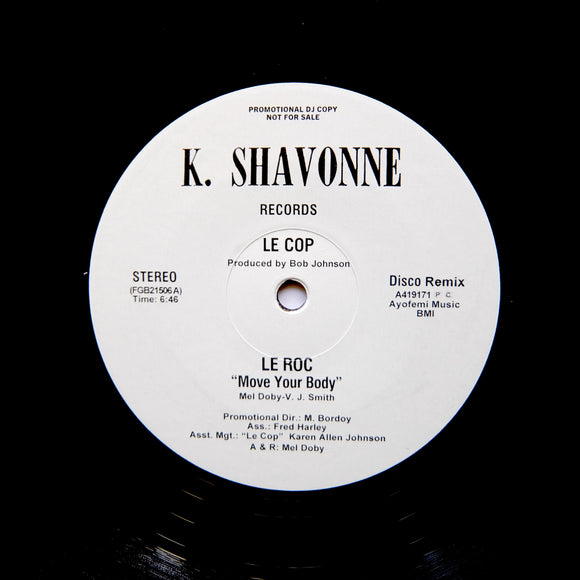 PROMOTIONAL DJ COPY
NOT FOR SALE
K. SHAVONNE
RECORDS
LE COP
Produced by Bob Johnson
STEREO
(FGB21506 A)
Time: 6:46
Disco Remix
A419171 P C
Ayofemi Music
BMI
LE ROC
“Move Your Body”
Mel Doby-V. J. Smith
Promotional Dir.: M. Bordoy
Ass.: Fred Harley
Asst. Mgt.: “Le Cop” Karen Allen Johnson
A & R: Mel Doby